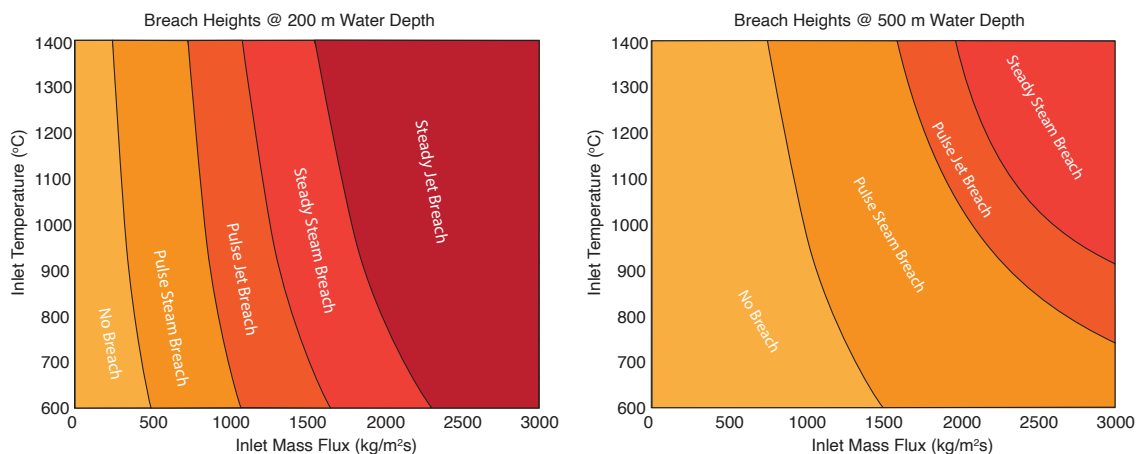 Breach Heights @ 200 m Water Depth
Inlet Temperature (ºC)
1400
1300
1200
1100
1000
900
800
700
600
No Breach
Pulse Steam Breach
Pulse Jet Breach
Steady Steam Breach
Steady Jet Breach
0 500 1000 1500 2000 2500 3000
Inlet Mass Flux (kg/m²s)
Breach Heights @ 500 m Water Depth
Inlet Temperature (ºC)
1400
1300
1200
1100
1000
900
800
700
600
No Breach
Pulse Steam Breach
Pulse Jet Breach
Steady Steam Breach
0 500 1000 1500 2000 2500 3000
Inlet Mass Flux (kg/m²s)